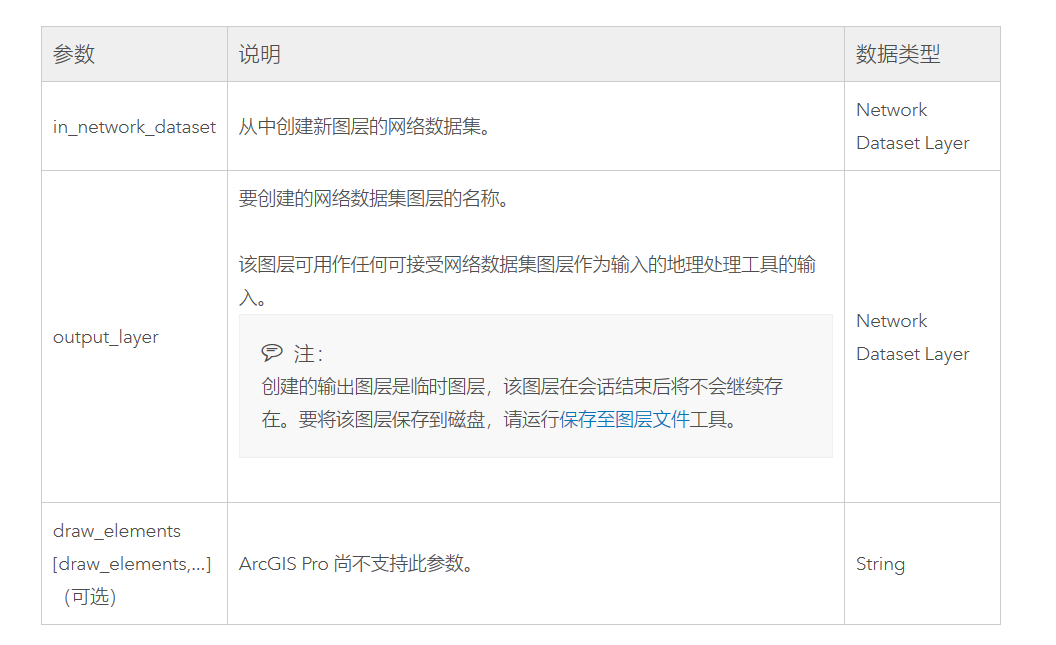 参数
说明
数据类型
in_network_dataset
从中创建新图层的网络数据集。
Network
Dataset Layer
output_layer
要创建的网络数据集图层的名称。
该图层可用作任何可接受网络数据集图层作为输入的地理处理工具的输
入。
注：
创建的输出图层是临时图层，该图层在会话结束后将不会继续存
在。要将该图层保存到磁盘，请运行保存至图层文件工具。
Network
Dataset Layer
draw_elements
[draw_elements,...]
（可选）
ArcGIS Pro 尚不支持此参数。
String